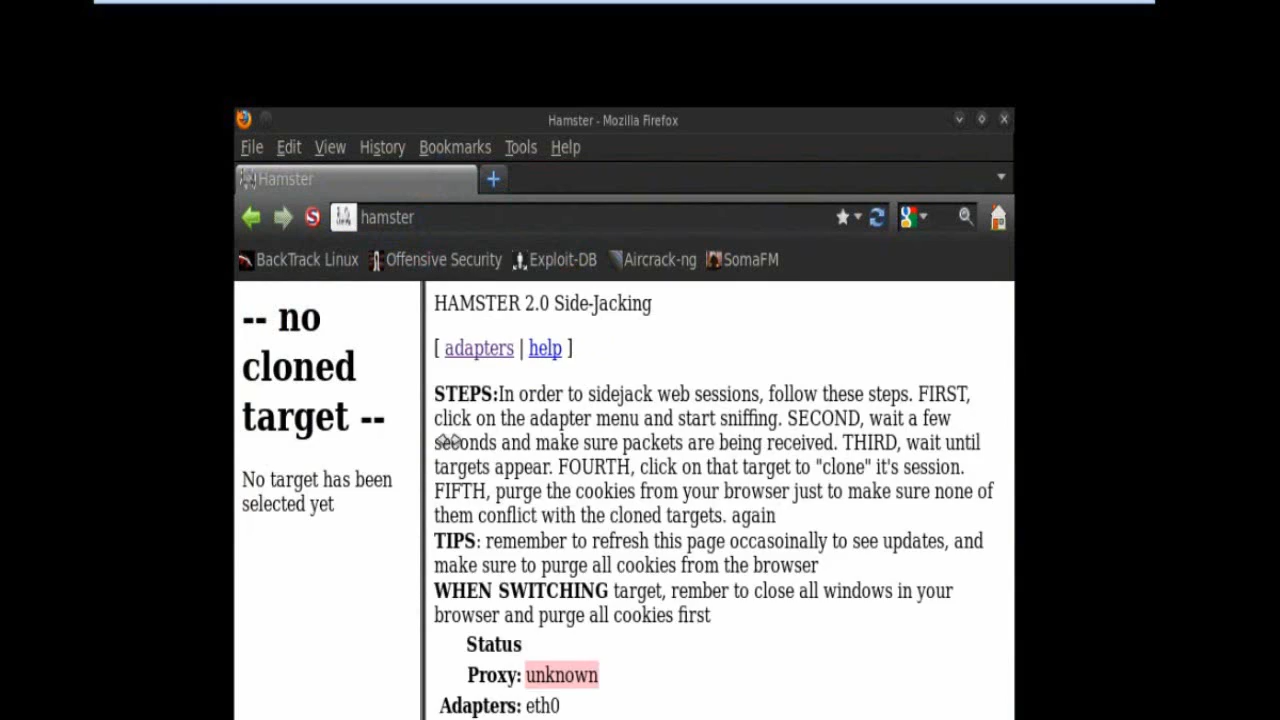 Hamster - Mozilla Firefox
File Edit View History Bookmarks Tools Help
Hamster
hamster
BackTrack Linux Offensive Security Exploit-DB Aircrack-ng SomaFM
-- no
cloned
target --
No target has been
selected yet
HAMSTER 2.0 Side-Jacking
[ adapters | help ]
STEPS:In order to sidejack web sessions, follow these steps. FIRST,
click on the adapter menu and start sniffing. SECOND, wait a few
seconds and make sure packets are being received. THIRD, wait until
targets appear. FOURTH, click on that target to "clone" it's session.
FIFTH, purge the cookies from your browser just to make sure none of
them conflict with the cloned targets. again
TIPS: remember to refresh this page occasoinally to see updates, and
make sure to purge all cookies from the browser
WHEN SWITCHING target, rember to close all windows in your
browser and purge all cookies first
Status
Proxy: unknown
Adapters: eth0